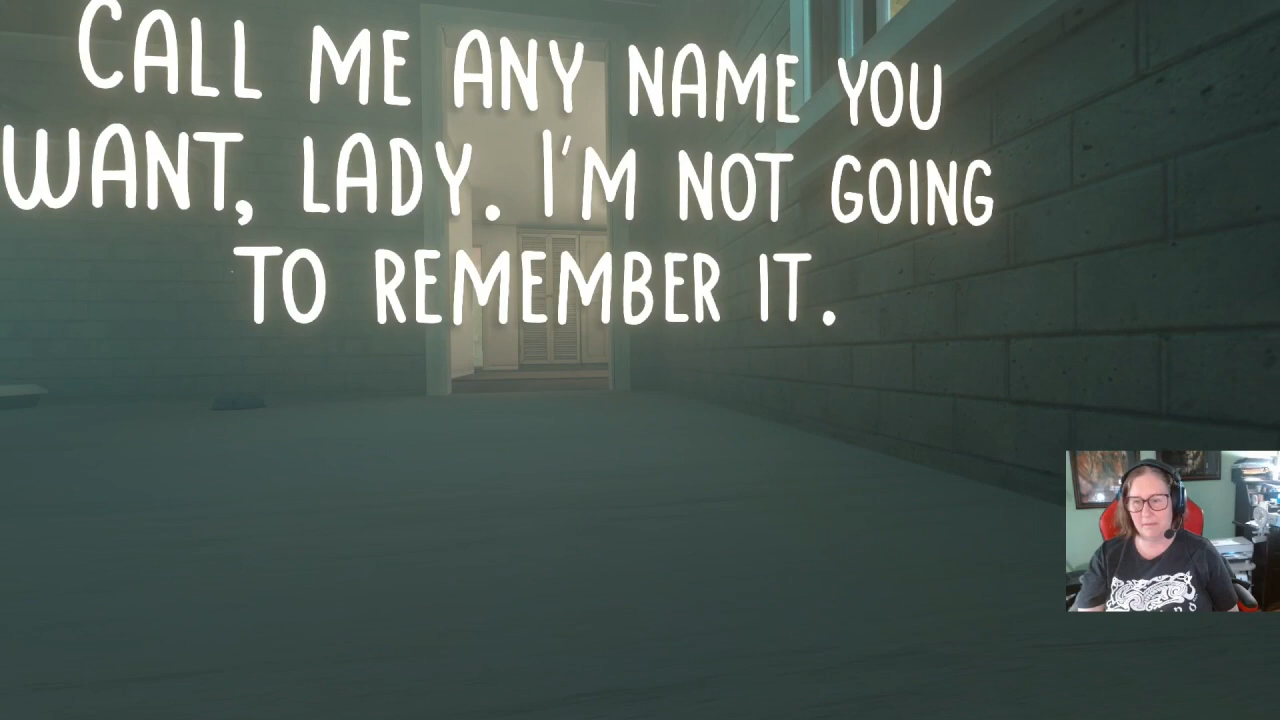 CALL ME ANY NAME YOU
WANT, LADY. I'M NOT GOING
TO REMEMBER IT.